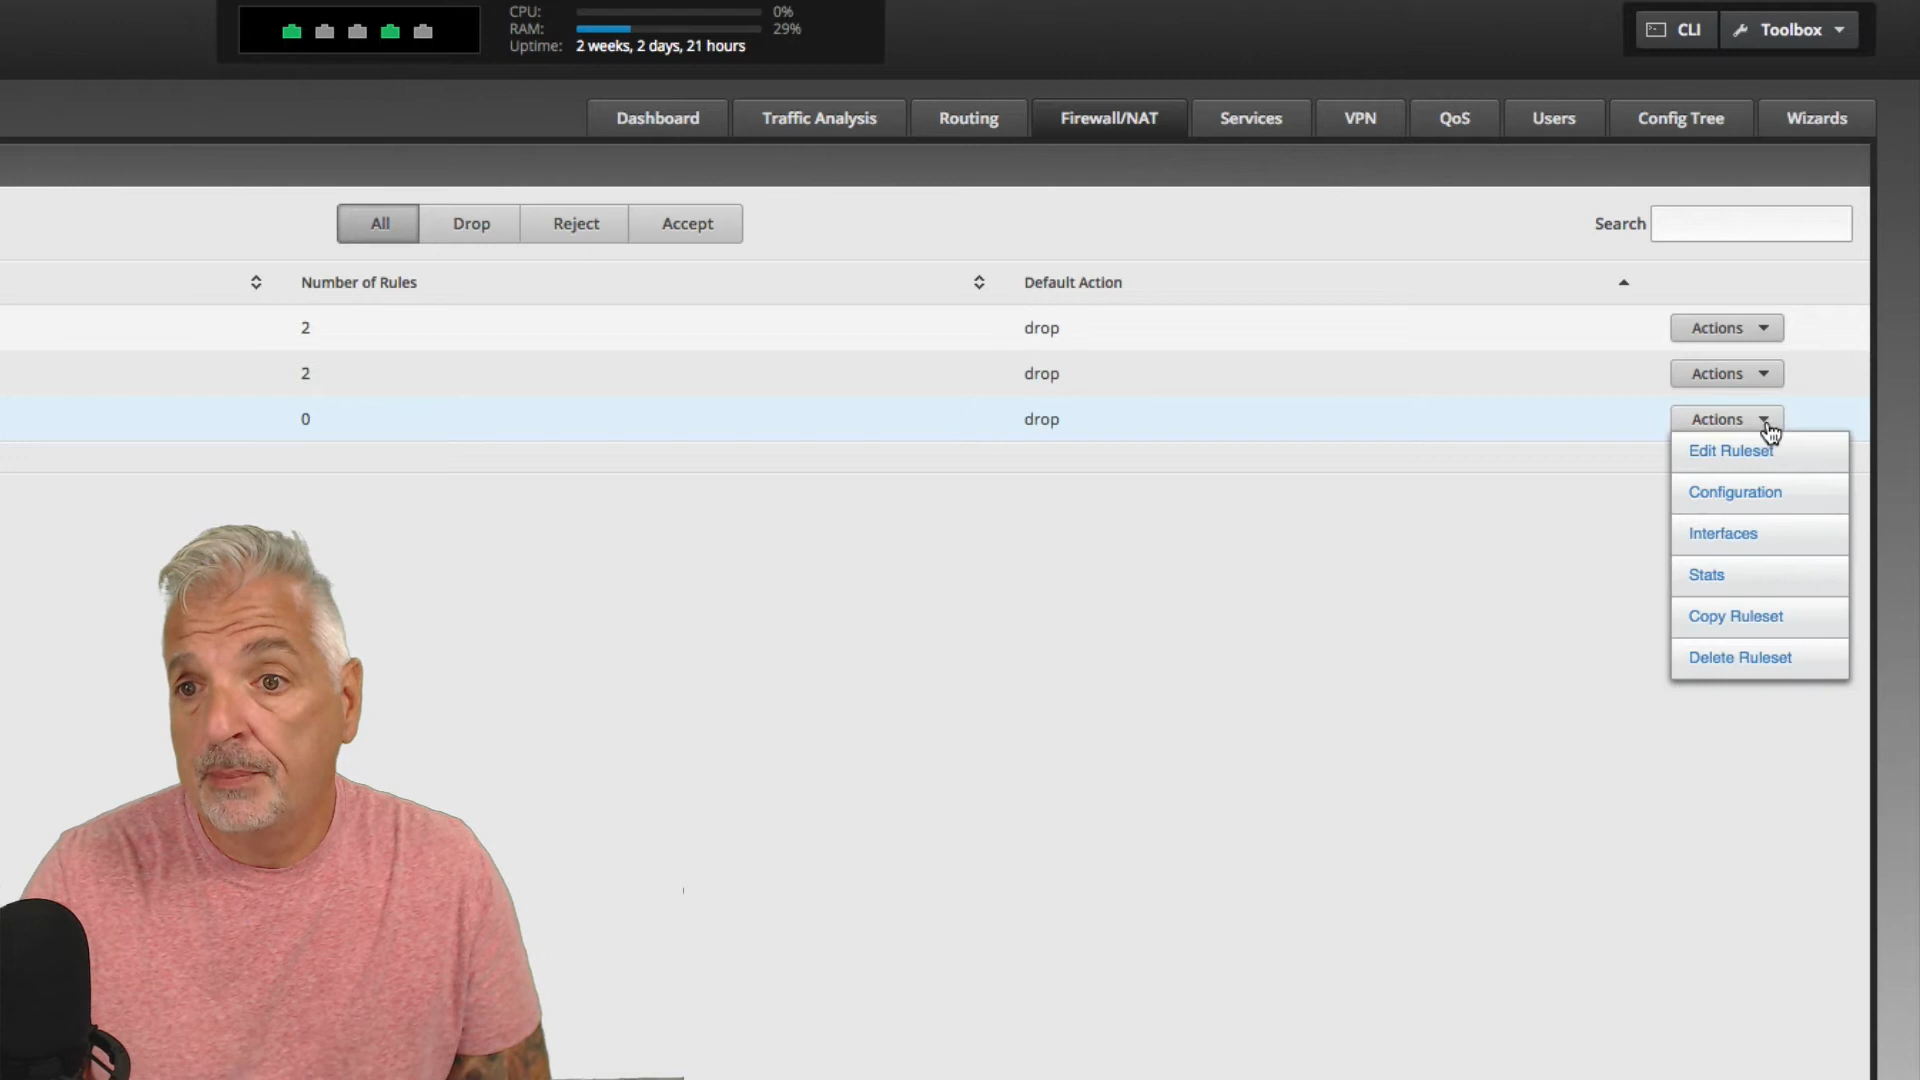 CPU: 0%
RAM: 29%
Uptime: 2 weeks, 2 days, 21 hours
CLI Toolbox
Dashboard Traffic Analysis Routing Firewall/NAT Services VPN QoS Users Config Tree Wizards
All Drop Reject Accept Search
Number of Rules Default Action
2 drop Actions
2 drop Actions
0 drop Actions
Edit Ruleset
Configuration
Interfaces
Stats
Copy Ruleset
Delete Ruleset